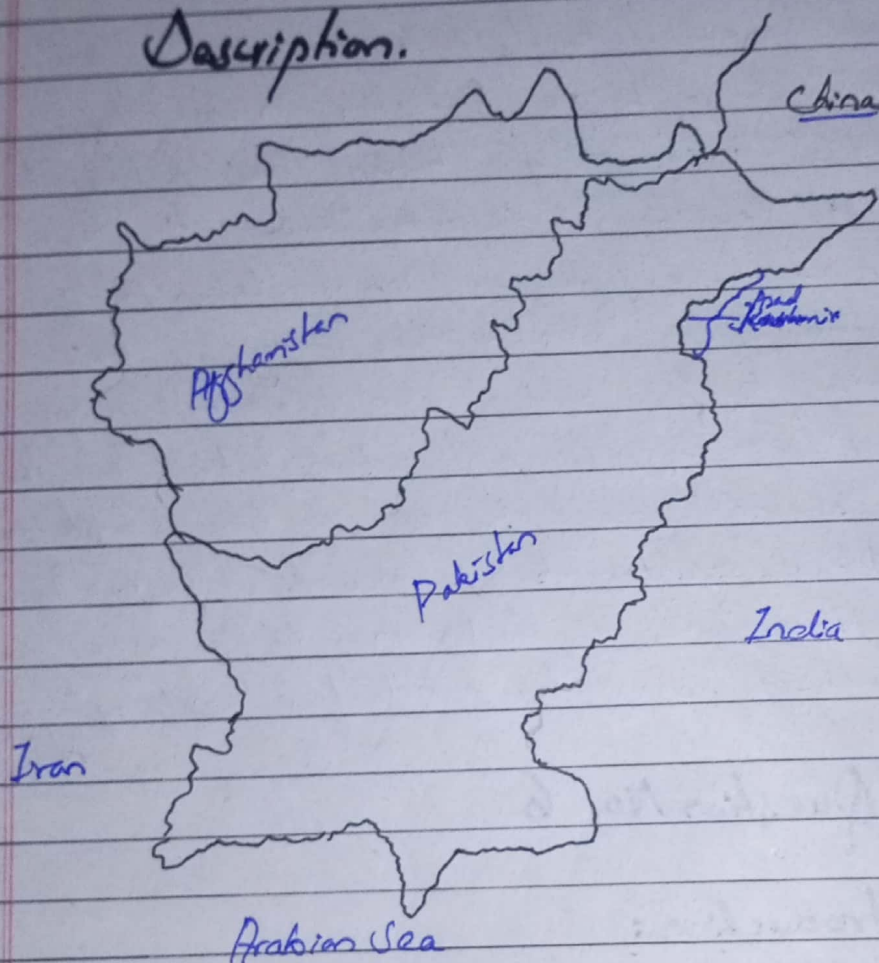 Description.
China
Azad
Kashmir
Afghanistan
Pakistan
India
Iran
Arabian Sea